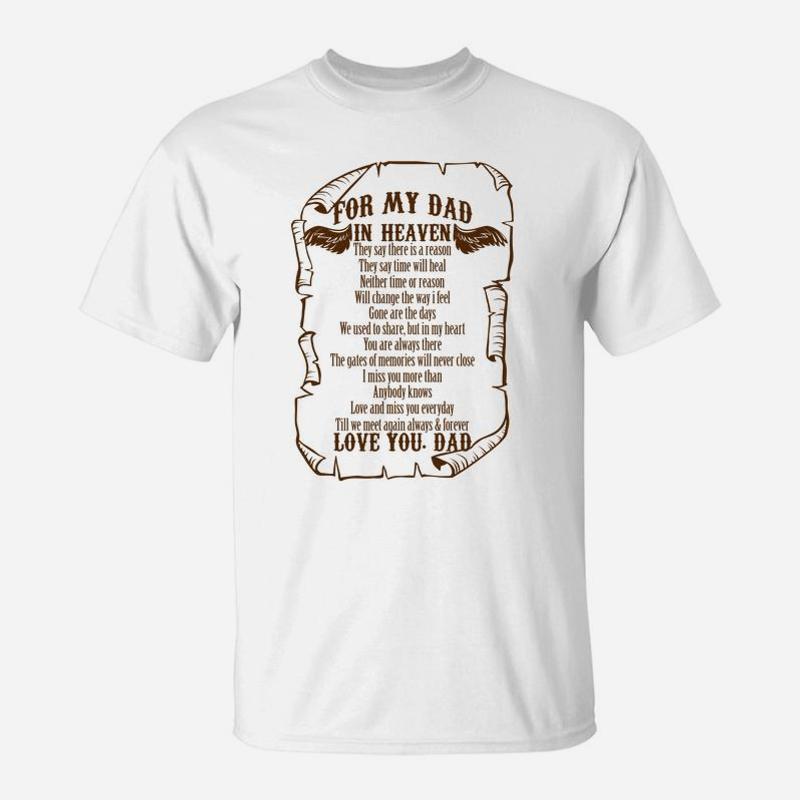 FOR MY DAD
IN HEAVEN
They say there is a reason
They say time will heal
Neither time or reason
Will change the way i feel
Gone are the days
We used to share, but in my heart
You are always there
The gates of memories will never close
I miss you more than
Anybody knows
Love and miss you everyday
Till we meet again always & forever
LOVE YOU. DAD